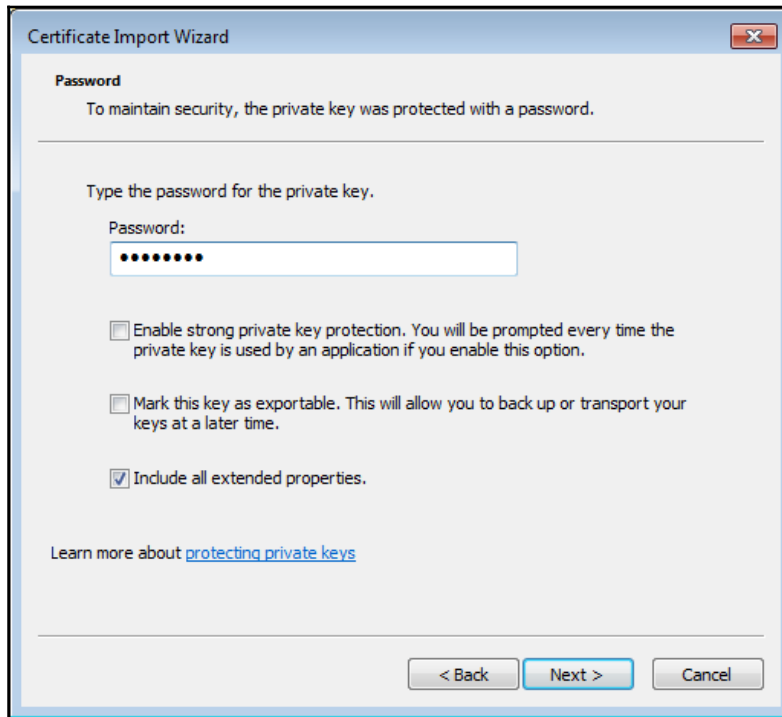 Certificate Import Wizard
Password
To maintain security, the private key was protected with a password.
Type the password for the private key.
Password:
••••••••
Enable strong private key protection. You will be prompted every time the
private key is used by an application if you enable this option.
Mark this key as exportable. This will allow you to back up or transport your
keys at a later time.
Include all extended properties.
Learn more about protecting private keys
< Back Next > Cancel